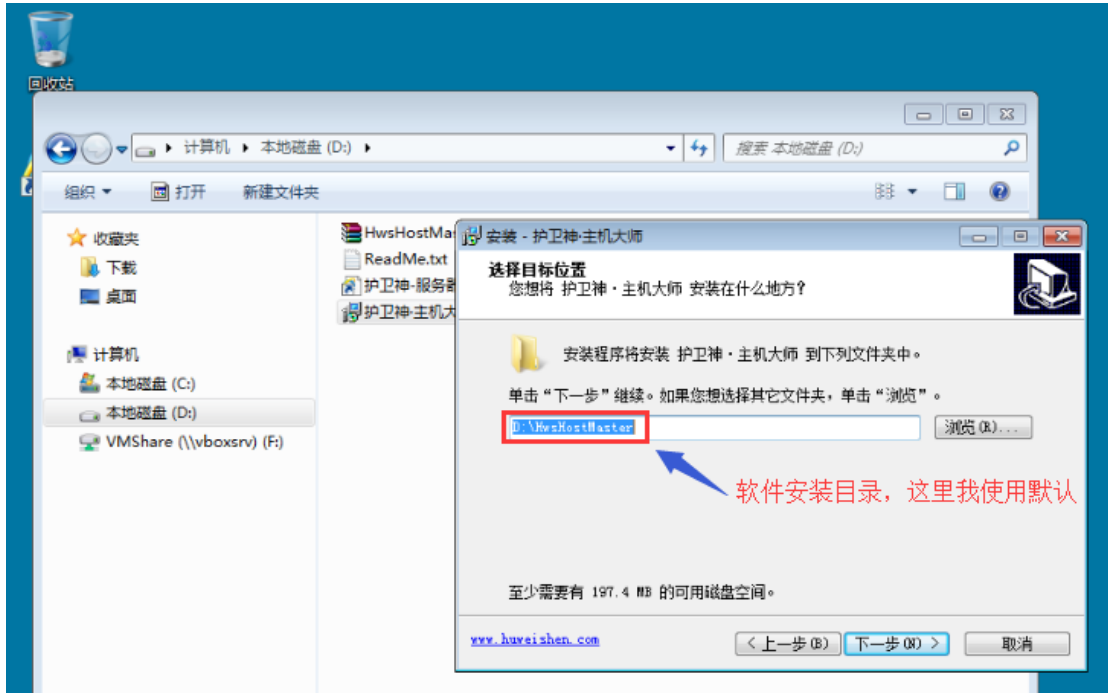 回收站
计算机 本地磁盘 (D:)
搜索 本地磁盘 (D:)
组织 打开 新建文件夹
收藏夹
下载
桌面
计算机
本地磁盘 (C:)
本地磁盘 (D:)
VMShare (\\vboxsrv) (F:)
HwsHostMa
ReadMe.txt
护卫神-服务器
护卫神·主机大
安装 - 护卫神·主机大师
选择目标位置
您想将 护卫神·主机大师 安装在什么地方?
安装程序将安装 护卫神·主机大师 到下列文件夹中。
单击“下一步”继续。如果您想选择其它文件夹，单击“浏览”。
D:\HwsHostMaster
浏览(R)...
软件安装目录，这里我使用默认
至少需要有 197.4 MB 的可用磁盘空间。
www.huweishen.com
< 上一步(B) 下一步(N) > 取消